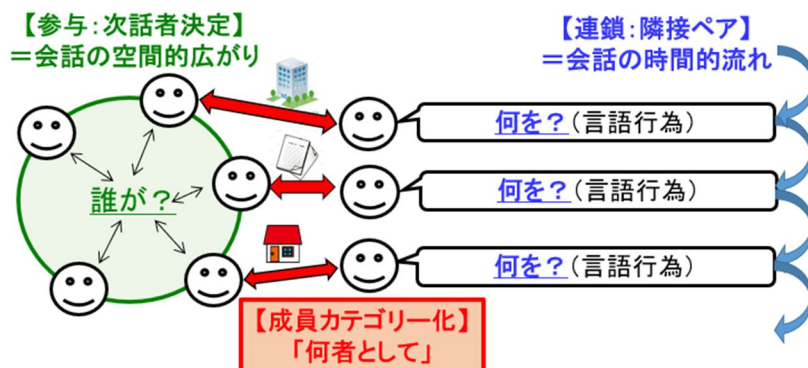 【参与：次話者決定】
＝会話の空間的広がり
【連鎖：隣接ペア】
＝会話の時間的流れ
誰が？
何を？（言語行為）
何を？（言語行為）
何を？（言語行為）
【成員カテゴリー化】
「何者として」